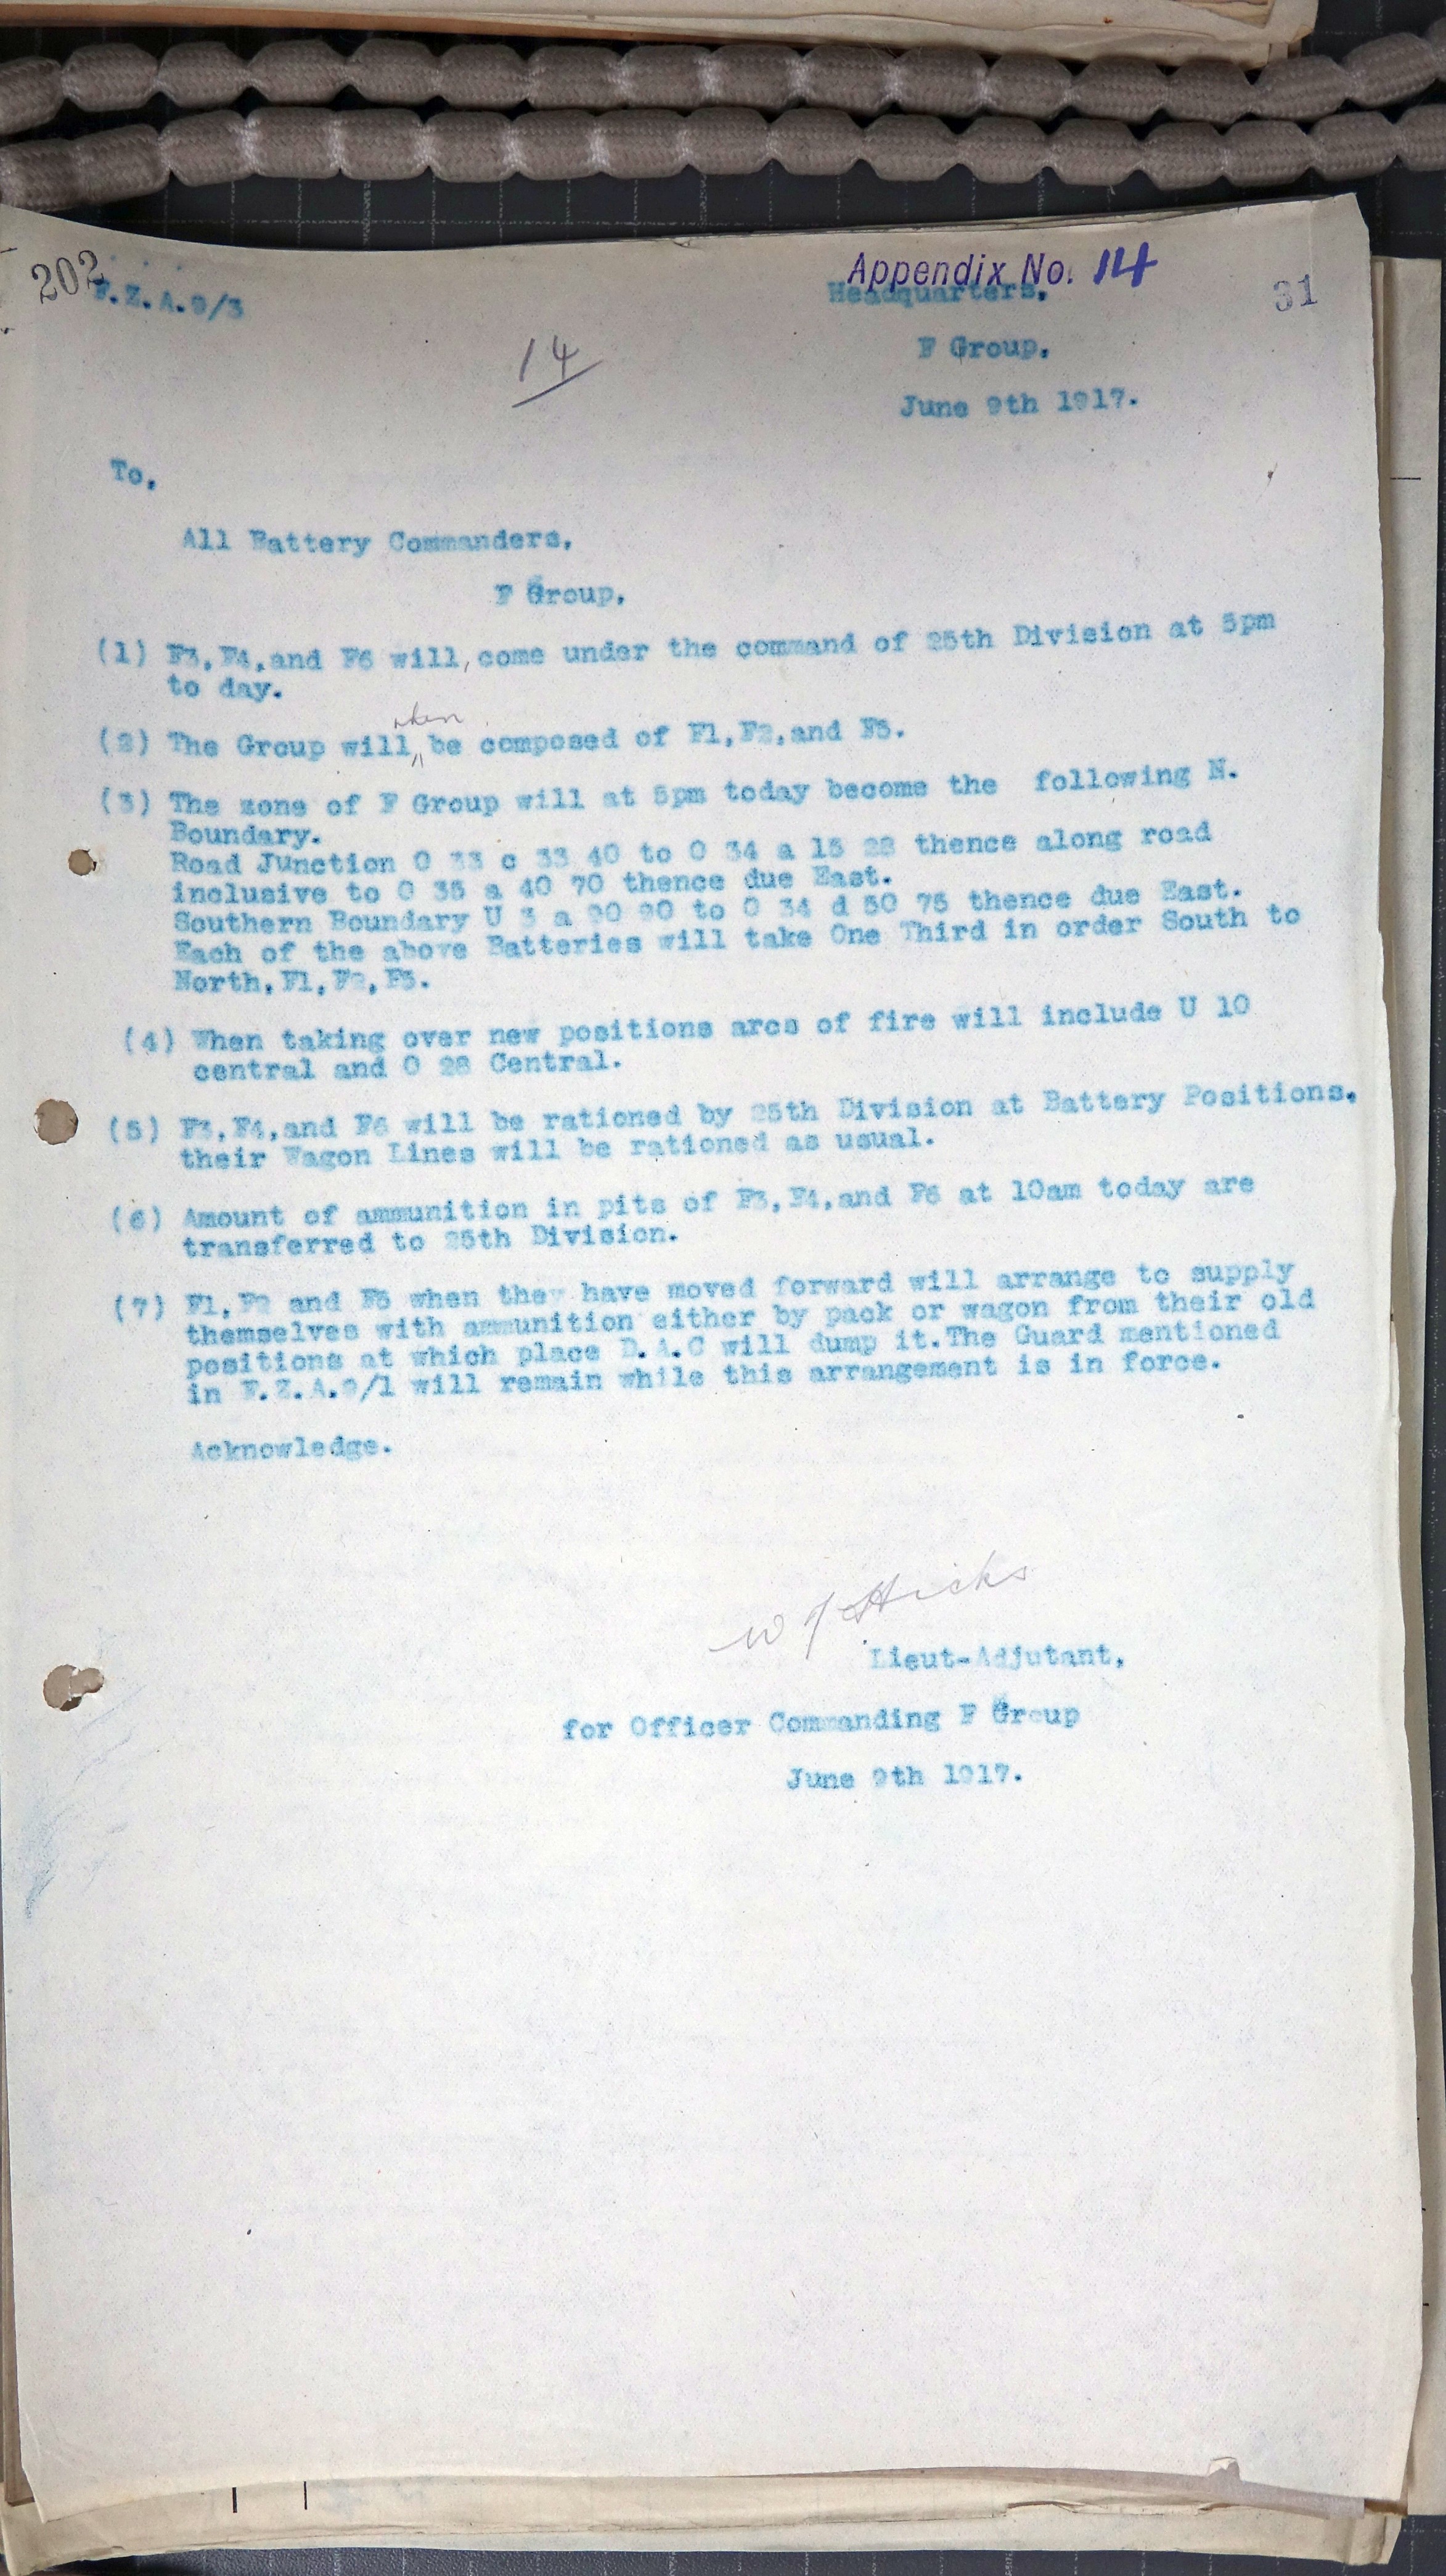 202
Appendix No. 14
31
F.Z.A.9/3
Headquarters,
14
F Group.
June 9th 1917.
To,
All Battery Commanders,
F Group,
(1) F3,F4,and F6 will, come under the command of 25th Division at 5pm
to day.
then
(2) The Group will be composed of F1,F2,and F5.
(3) The zone of F Group will at 5pm today become the following N.
Boundary.
Road Junction O 33 c 33 40 to O 34 a 15 28 thence along road
inclusive to O 35 a 40 70 thence due East.
Southern Boundary U 3 a 90 90 to O 34 d 50 75 thence due East.
Each of the above Batteries will take One Third in order South to
North,F1,F2,F5.
(4) When taking over new positions arcs of fire will include U 10
central and O 28 Central.
(5) F3,F4,and F6 will be rationed by 25th Division at Battery Positions,
their Wagon Lines will be rationed as usual.
(6) Amount of ammunition in pits of F3,F4,and F6 at 10am today are
transferred to 25th Division.
(7) F1,F2 and F5 when they have moved forward will arrange to supply
themselves with ammunition either by pack or wagon from their old
positions at which place D.A.C will dump it.The Guard mentioned
in F.Z.A.9/1 will remain while this arrangement is in force.
Acknowledge.
W J Hicks
Lieut-Adjutant,
for Officer Commanding F Group
June 9th 1917.